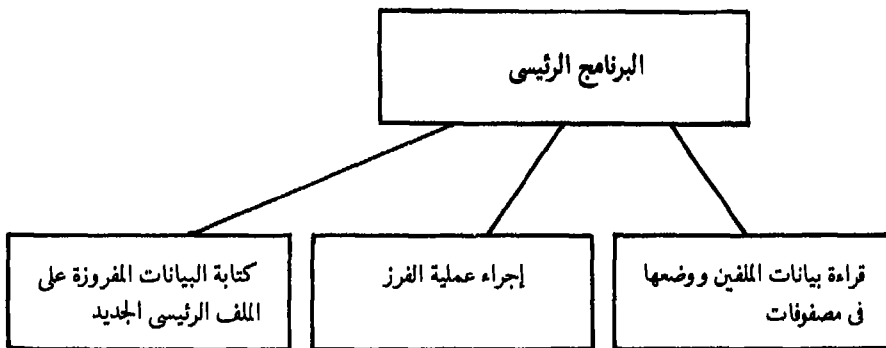 البرنامج الرئيسى
قراءة بيانات الملفين ووضعها
فى مصفوفات
إجراء عملية الفرز
كتابة البيانات المفروزة على
الملف الرئيسى الجديد